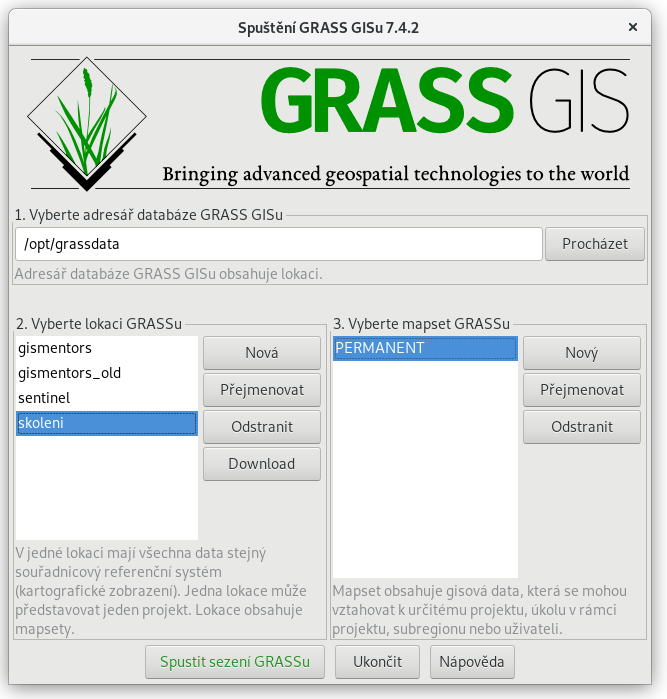 Spuštění GRASS GISu 7.4.2
×
GRASS GIS
Bringing advanced geospatial technologies to the world
1. Vyberte adresář databáze GRASS GISu
/opt/grassdata
Procházet
Adresář databáze GRASS GISu obsahuje lokaci.
2. Vyberte lokaci GRASSu
gismentors
gismentors_old
sentinel
skoleni
Nová
Přejmenovat
Odstranit
Download
V jedné lokaci mají všechna data stejný
souřadnicový referenční systém
(kartografické zobrazení). Jedna lokace může
představovat jeden projekt. Lokace obsahuje
mapsety.
3. Vyberte mapset GRASSu
PERMANENT
Nový
Přejmenovat
Odstranit
Mapset obsahuje gisová data, která se mohou
vztahovat k určitému projektu, úkolu v rámci
projektu, subregionu nebo uživateli.
Spustit sezení GRASSu
Ukončit
Nápověda